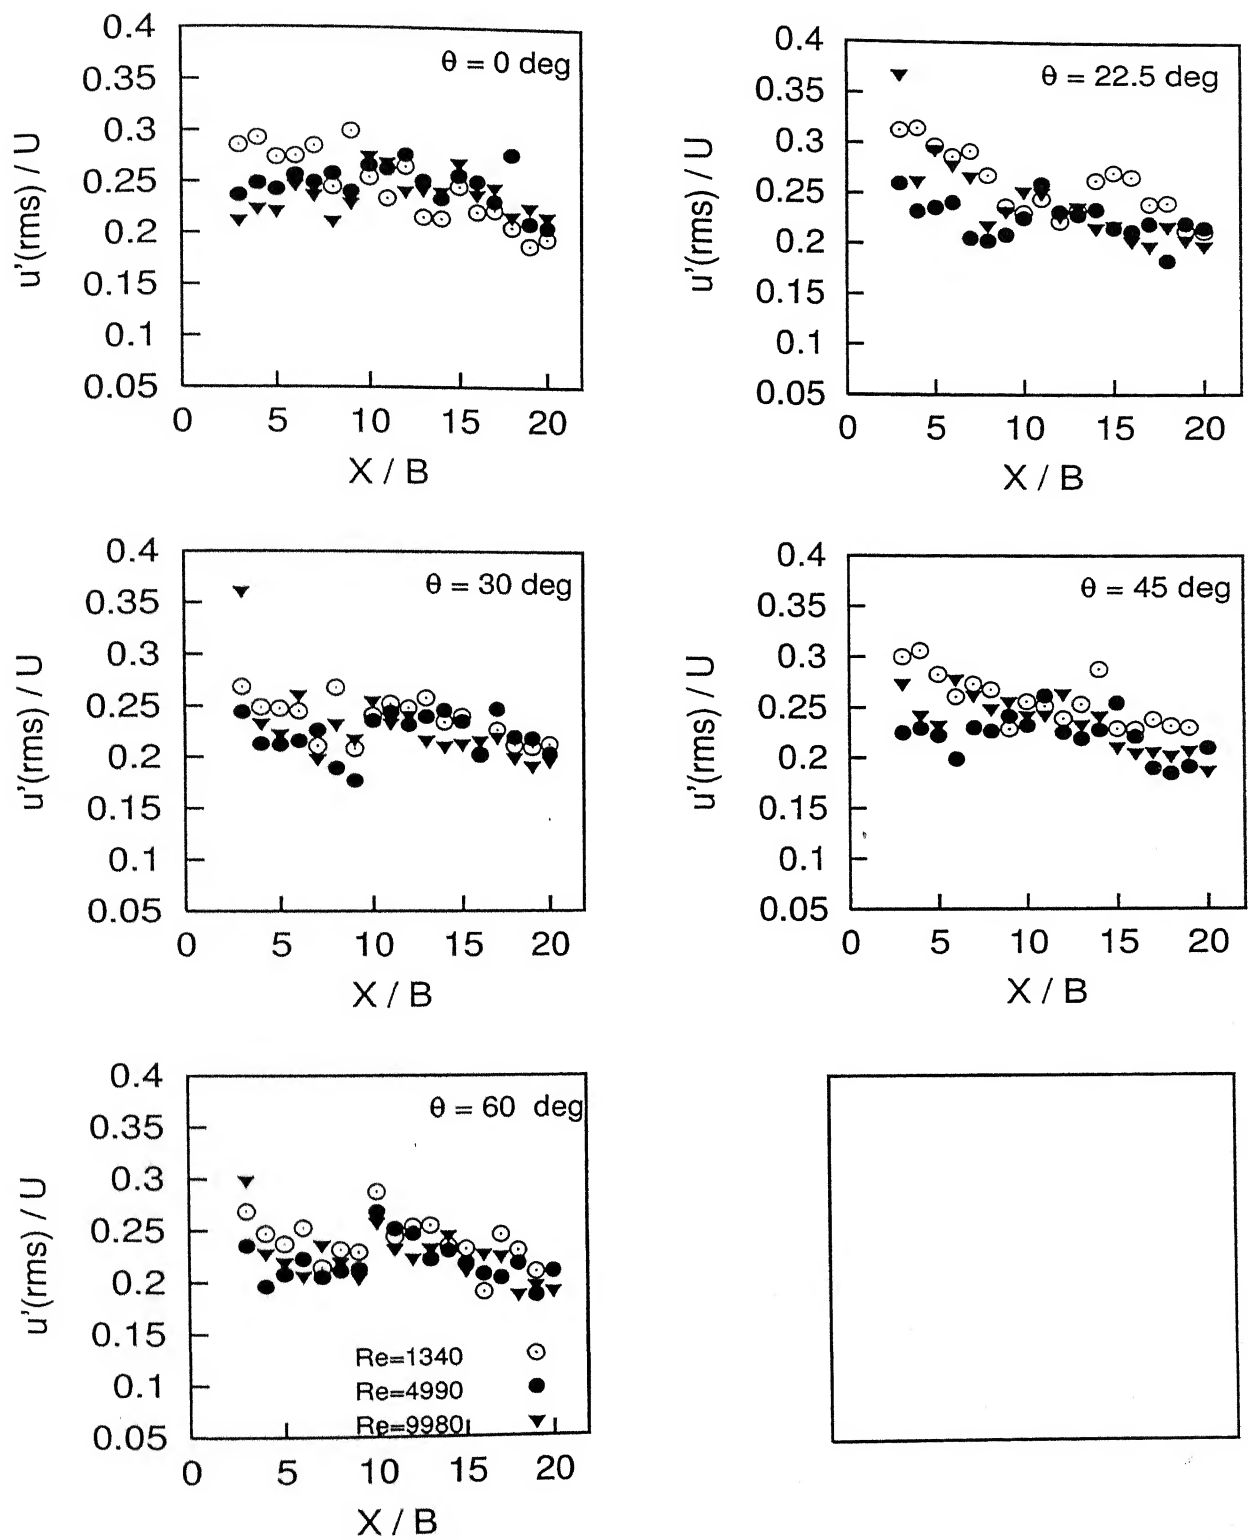 0.4
0.35
0.3
0.25
0.2
0.15
0.1
0.05
u'(rms) / U
θ = 0 deg
0 5 10 15 20
X / B
0.4
0.35
0.3
0.25
0.2
0.15
0.1
0.05
u'(rms) / U
θ = 22.5 deg
0 5 10 15 20
X / B
0.4
0.35
0.3
0.25
0.2
0.15
0.1
0.05
u'(rms) / U
θ = 30 deg
0 5 10 15 20
X / B
0.4
0.35
0.3
0.25
0.2
0.15
0.1
0.05
u'(rms) / U
θ = 45 deg
0 5 10 15 20
X / B
0.4
0.35
0.3
0.25
0.2
0.15
0.1
0.05
u'(rms) / U
θ = 60 deg
Re=1340
Re=4990
Re=9980
0 5 10 15 20
X / B